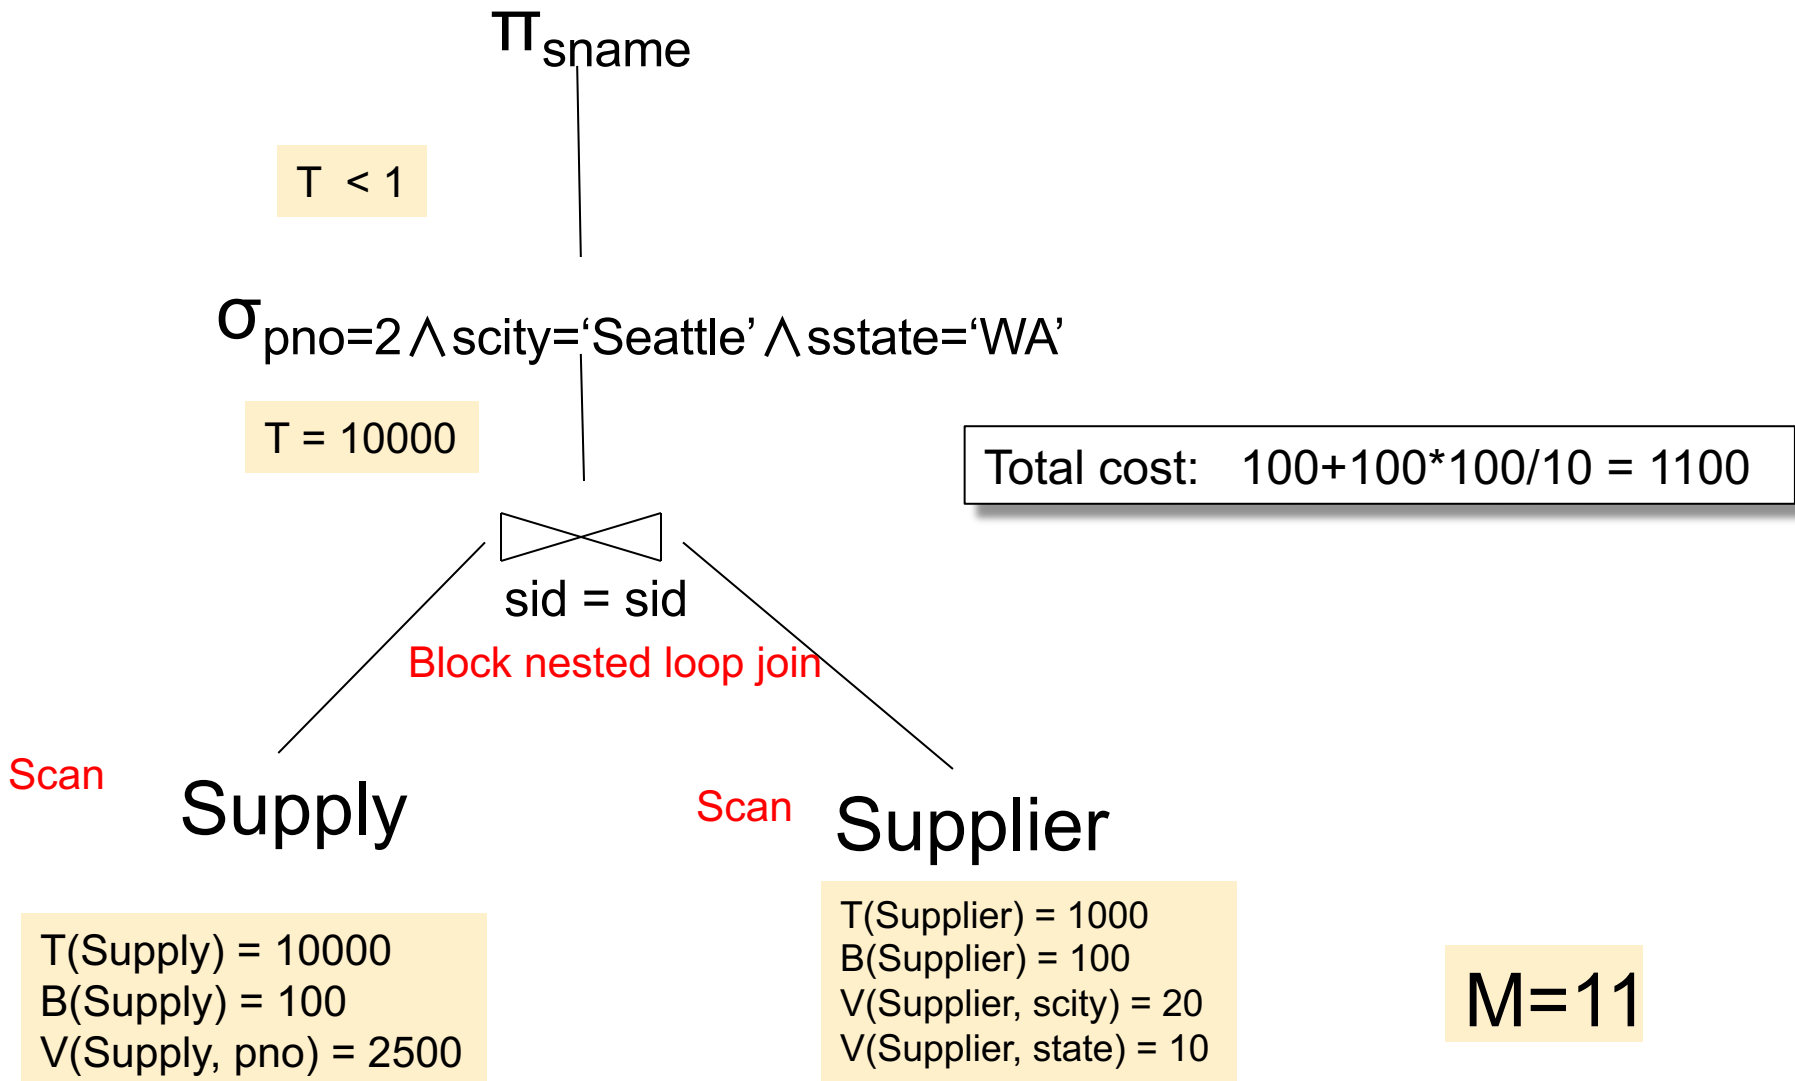 π sname
T < 1
σ pno=2 ∧ scity=‘Seattle’ ∧ sstate=‘WA’
T = 10000
Total cost: 100+100*100/10 = 1100
sid = sid
Block nested loop join
Scan
Supply
Scan
Supplier
T(Supply) = 10000
B(Supply) = 100
V(Supply, pno) = 2500
T(Supplier) = 1000
B(Supplier) = 100
V(Supplier, scity) = 20
V(Supplier, state) = 10
M=11